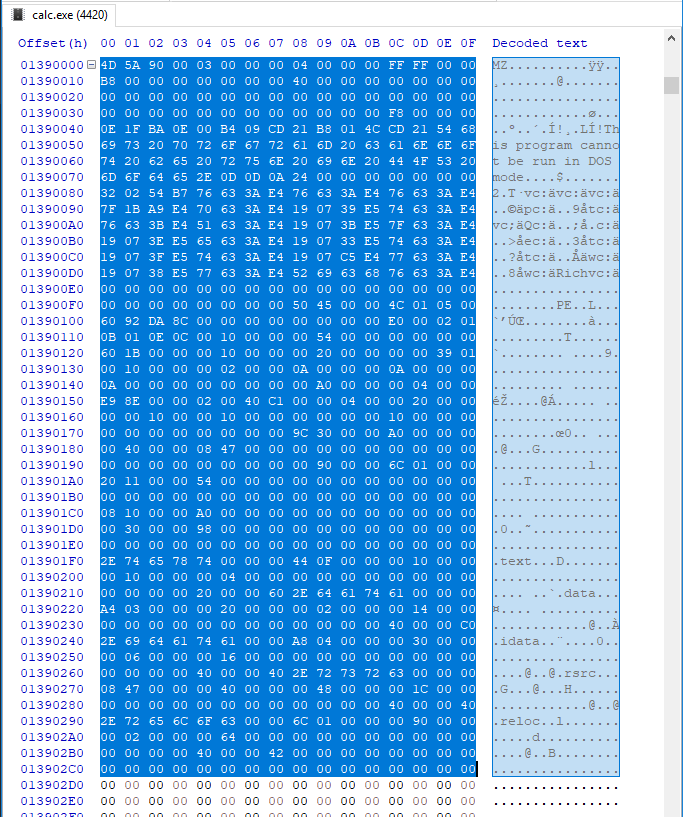 calc.exe (4420)
Offset(h) 00 01 02 03 04 05 06 07 08 09 0A 0B 0C 0D 0E 0F Decoded text
01390000 4D 5A 90 00 03 00 00 00 04 00 00 00 FF FF 00 00 MZ..........ÿÿ..
01390010 B8 00 00 00 00 00 00 00 40 00 00 00 00 00 00 00 ¸.......@.......
01390020 00 00 00 00 00 00 00 00 00 00 00 00 00 00 00 00 ................
01390030 00 00 00 00 00 00 00 00 00 00 00 00 F8 00 00 00 ............ø...
01390040 0E 1F BA 0E 00 B4 09 CD 21 B8 01 4C CD 21 54 68 ..º..´.Í!¸.LÍ!Th
01390050 69 73 20 70 72 6F 67 72 61 6D 20 63 61 6E 6E 6F is program canno
01390060 74 20 62 65 20 72 75 6E 20 69 6E 20 44 4F 53 20 t be run in DOS
01390070 6D 6F 64 65 2E 0D 0D 0A 24 00 00 00 00 00 00 00 mode....$.......
01390080 32 02 54 B7 76 63 3A E4 76 63 3A E4 76 63 3A E4 2.T·vc:ävc:ävc:ä
01390090 7F 1B A9 E4 70 63 3A E4 19 07 39 E5 74 63 3A E4 ..©äpc:ä..9åtc:ä
013900A0 76 63 3B E4 51 63 3A E4 19 07 3B E5 7F 63 3A E4 vc;äQc:ä..;å.c:ä
013900B0 19 07 3E E5 65 63 3A E4 19 07 33 E5 74 63 3A E4 ..>åec:ä..3åtc:ä
013900C0 19 07 3F E5 74 63 3A E4 19 07 C5 E4 77 63 3A E4 ..?åtc:ä..Åäwc:ä
013900D0 19 07 38 E5 77 63 3A E4 52 69 63 68 76 63 3A E4 ..8åwc:äRichvc:ä
013900E0 00 00 00 00 00 00 00 00 00 00 00 00 00 00 00 00 ................
013900F0 00 00 00 00 00 00 00 00 50 45 00 00 4C 01 05 00 ........PE..L...
01390100 60 92 DA 8C 00 00 00 00 00 00 00 00 E0 00 02 01 `’ÚŒ........à...
01390110 0B 01 0E 0C 00 10 00 00 00 54 00 00 00 00 00 00 .........T......
01390120 60 1B 00 00 00 10 00 00 00 20 00 00 00 00 39 01 `........ ....9.
01390130 00 10 00 00 00 02 00 00 0A 00 00 00 0A 00 00 00 ................
01390140 0A 00 00 00 00 00 00 00 00 A0 00 00 00 04 00 00 ......... ......
01390150 E9 8E 00 00 02 00 40 C1 00 00 04 00 00 20 00 00 éŽ....@Á..... ..
01390160 00 00 10 00 00 10 00 00 00 00 00 00 10 00 00 00 ................
01390170 00 00 00 00 00 00 00 00 9C 30 00 00 A0 00 00 00 ........œ0.. ...
01390180 00 40 00 00 08 47 00 00 00 00 00 00 00 00 00 00 .@...G..........
01390190 00 00 00 00 00 00 00 00 00 90 00 00 6C 01 00 00 ............l...
013901A0 20 11 00 00 54 00 00 00 00 00 00 00 00 00 00 00 ...T...........
013901B0 00 00 00 00 00 00 00 00 00 00 00 00 00 00 00 00 ................
013901C0 08 10 00 00 A0 00 00 00 00 00 00 00 00 00 00 00 .... ...........
013901D0 00 30 00 00 98 00 00 00 00 00 00 00 00 00 00 00 .0..˜...........
013901E0 00 00 00 00 00 00 00 00 00 00 00 00 00 00 00 00 ................
013901F0 2E 74 65 78 74 00 00 00 44 0F 00 00 00 10 00 00 .text...D.......
01390200 00 10 00 00 00 04 00 00 00 00 00 00 00 00 00 00 ................
01390210 00 00 00 00 20 00 00 60 2E 64 61 74 61 00 00 00 .... ..`.data...
01390220 A4 03 00 00 00 20 00 00 00 02 00 00 00 14 00 00 ¤.... ..........
01390230 00 00 00 00 00 00 00 00 00 00 00 00 40 00 00 C0 ............@..À
01390240 2E 69 64 61 74 61 00 00 A8 04 00 00 00 30 00 00 .idata..¨....0..
01390250 00 06 00 00 00 16 00 00 00 00 00 00 00 00 00 00 ................
01390260 00 00 00 00 40 00 00 40 2E 72 73 72 63 00 00 00 ....@..@.rsrc...
01390270 08 47 00 00 00 40 00 00 00 48 00 00 00 1C 00 00 .G...@...H......
01390280 00 00 00 00 00 00 00 00 00 00 00 00 40 00 00 40 ............@..@
01390290 2E 72 65 6C 6F 63 00 00 6C 01 00 00 00 90 00 00 .reloc..l.......
013902A0 00 02 00 00 00 64 00 00 00 00 00 00 00 00 00 00 .....d..........
013902B0 00 00 00 00 40 00 00 42 00 00 00 00 00 00 00 00 ....@..B........
013902C0 00 00 00 00 00 00 00 00 00 00 00 00 00 00 00 00 ................
013902D0 00 00 00 00 00 00 00 00 00 00 00 00 00 00 00 00 ................
013902E0 00 00 00 00 00 00 00 00 00 00 00 00 00 00 00 00 ................